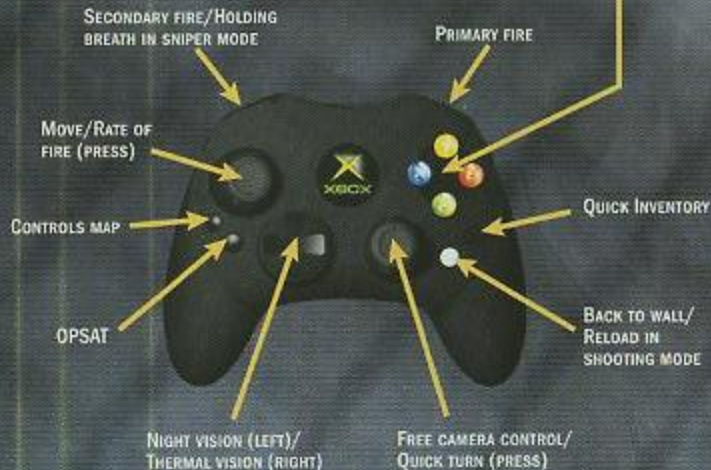 SECONDARY FIRE/HOLDING
BREATH IN SNIPER MODE
PRIMARY FIRE
MOVE/RATE OF
FIRE (PRESS)
XBOX
CONTROLS MAP
QUICK INVENTORY
OPSAT
BACK TO WALL/
RELOAD IN
SHOOTING MODE
NIGHT VISION (LEFT)/
THERMAL VISION (RIGHT)
FREE CAMERA CONTROL/
QUICK TURN (PRESS)